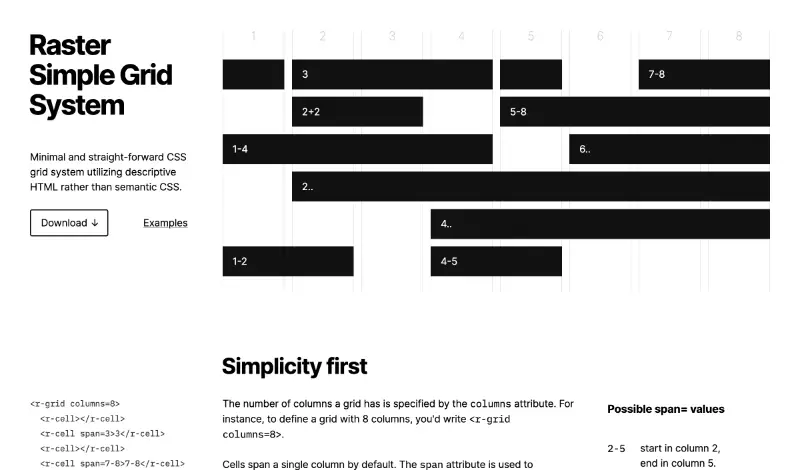 Raster
Simple Grid
System
Minimal and straight-forward CSS
grid system utilizing descriptive
HTML rather than semantic CSS.
Download ↓ Examples
1 2 3 4 5 6 7 8
3 7-8
2+2 5-8
1-4 6..
2..
4..
1-2 4-5
Simplicity first
<r-grid columns=8>
<r-cell></r-cell>
<r-cell span=3>3</r-cell>
<r-cell></r-cell>
<r-cell span=7-8>7-8</r-cell>
The number of columns a grid has is specified by the columns attribute. For
instance, to define a grid with 8 columns, you'd write <r-grid
columns=8>.
Cells span a single column by default. The span attribute is used to
Possible span= values
2-5 start in column 2,
end in column 5.